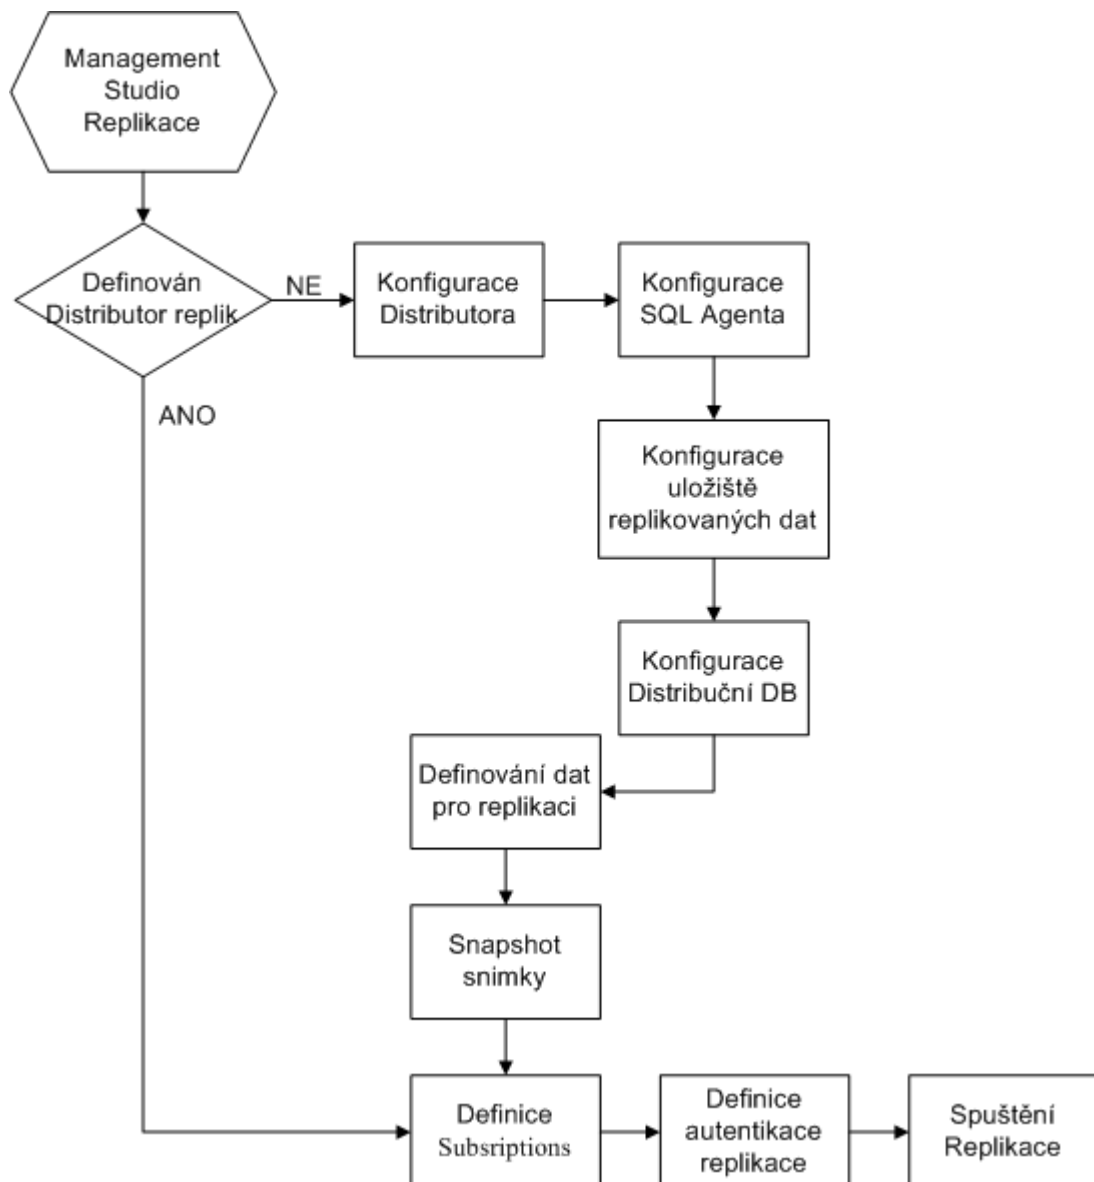 Management
Studio
Replikace
Definován
Distributor replik
NE
Konfigurace
Distributora
Konfigurace
SQL Agenta
ANO
Konfigurace
uložiště
replikovaných dat
Konfigurace
Distribuční DB
Definování dat
pro replikaci
Snapshot
snimky
Definice
Subsriptions
Definice
autentikace
replikace
Spuštění
Replikace